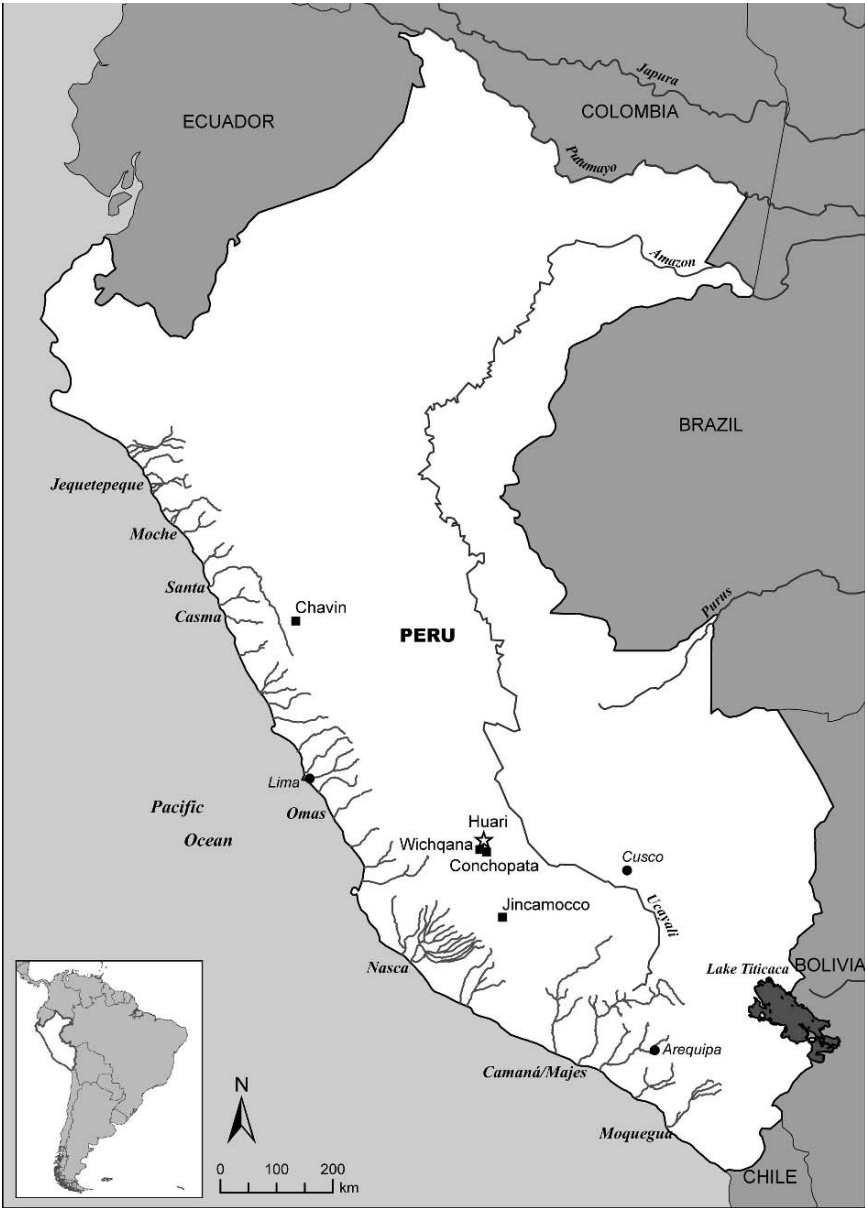 Japura
ECUADOR
COLOMBIA
Putumayo
Amazon
BRAZIL
Jequetepeque
Moche
Santa
Casma
Chavin
Purus
PERU
Lima
Omas
Pacific
Ocean
Huari
Wichqana
Conchopata
Cusco
Jincamocco
Ucayali
Nasca
Lake Titicaca
BOLIVIA
Arequipa
Camaná/Majes
Moquegua
N
0 100 200
km
CHILE